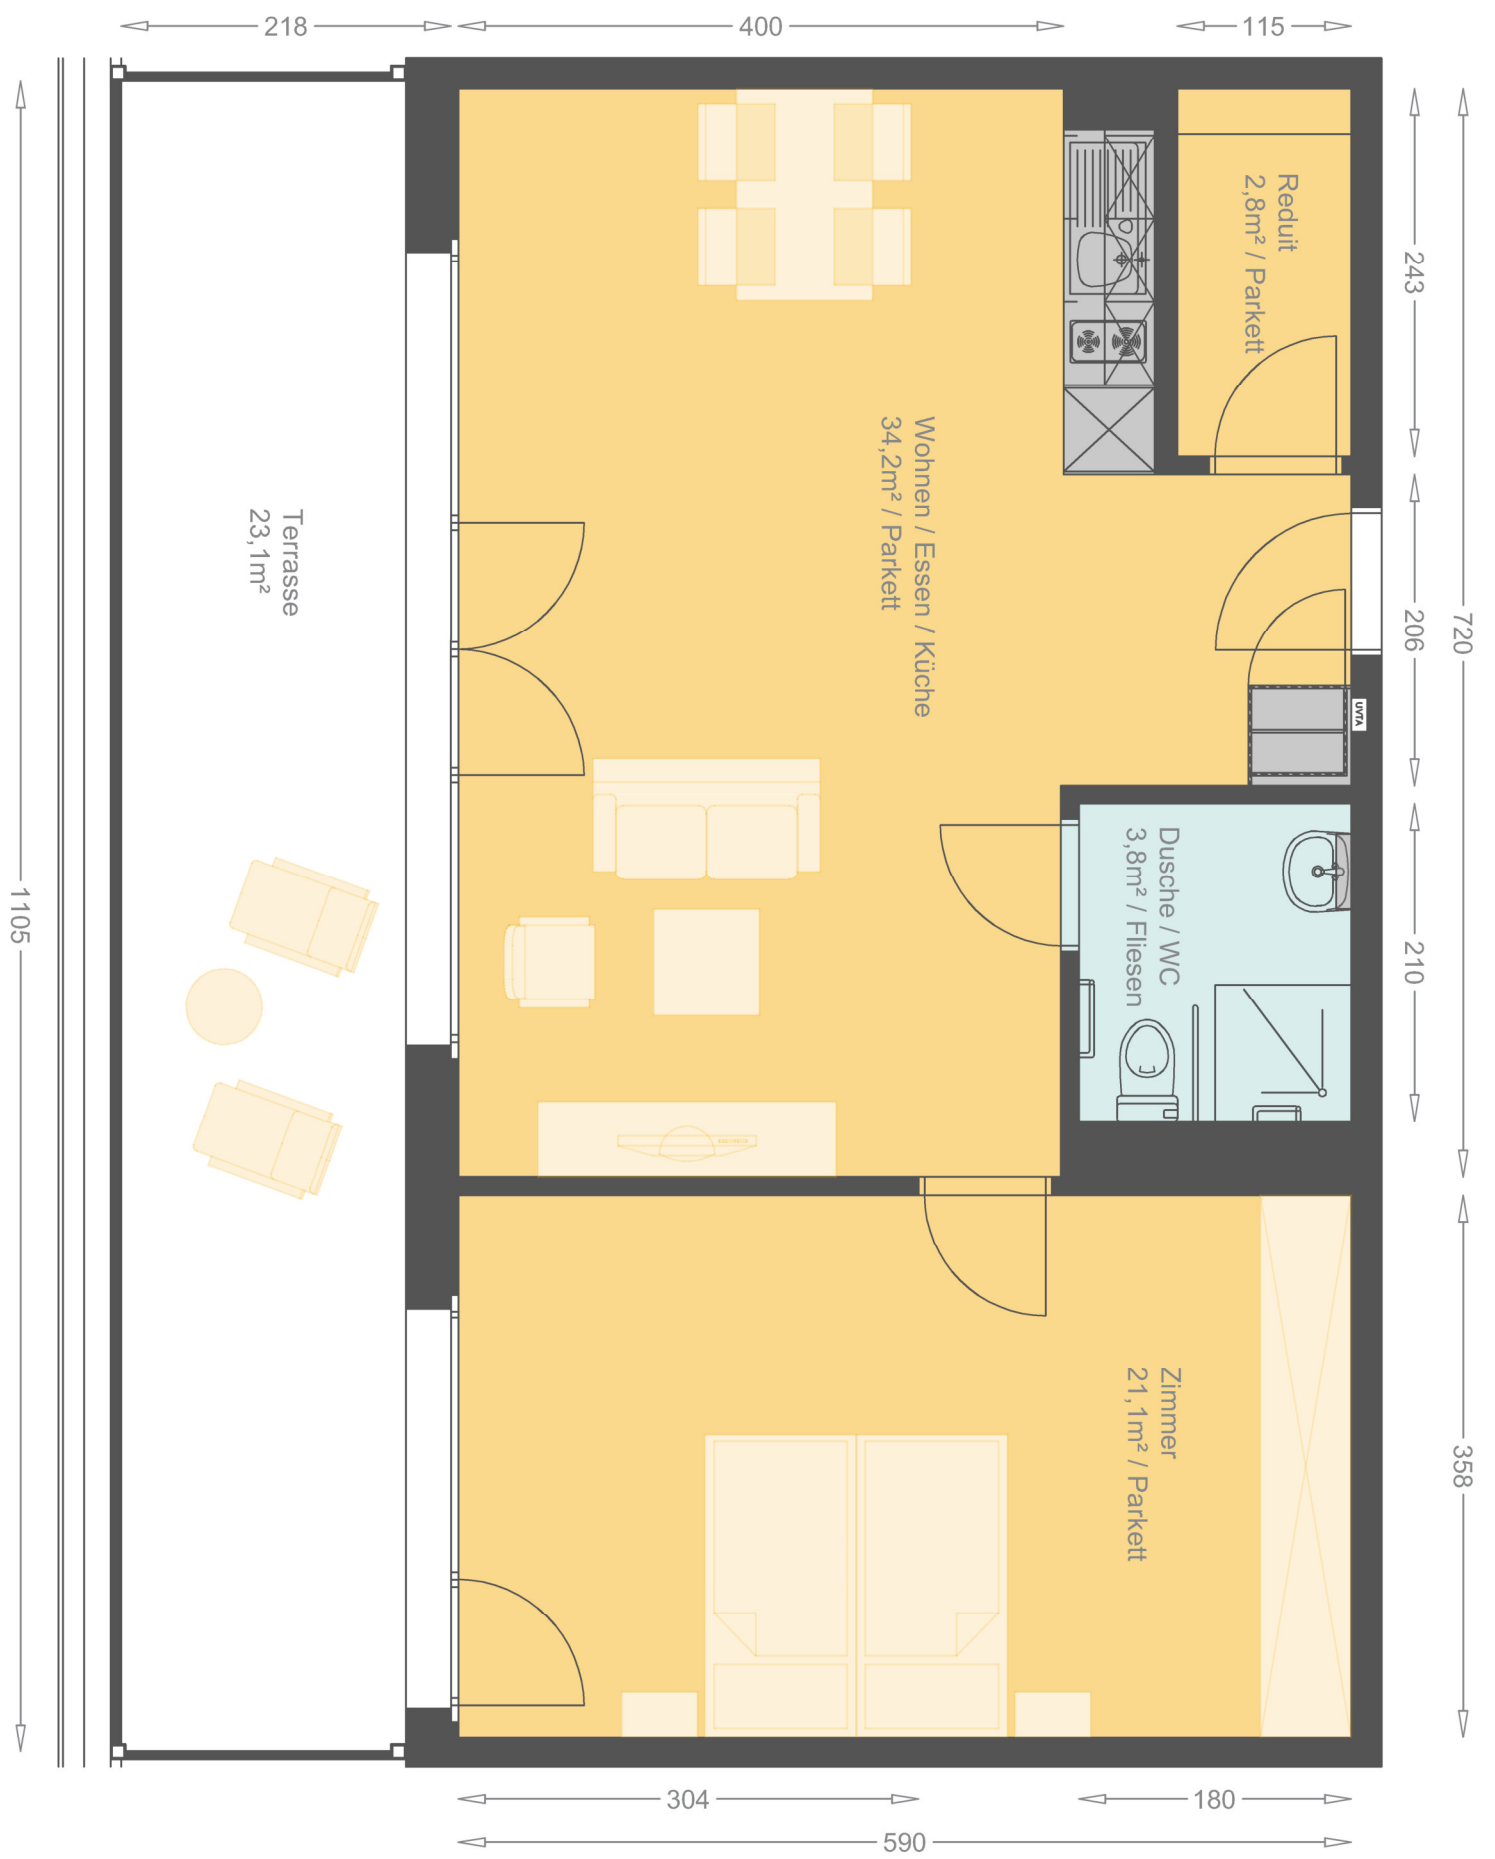 218
400
115
Reduit
2,8m² / Parkett
243
Wohnen / Essen / Küche
34,2m² / Parkett
Terrasse
23,1m²
206
720
UVTA
Dusche / WC
3,8m² / Fliesen
1105
210
Zimmer
21,1m² / Parkett
358
304
180
590